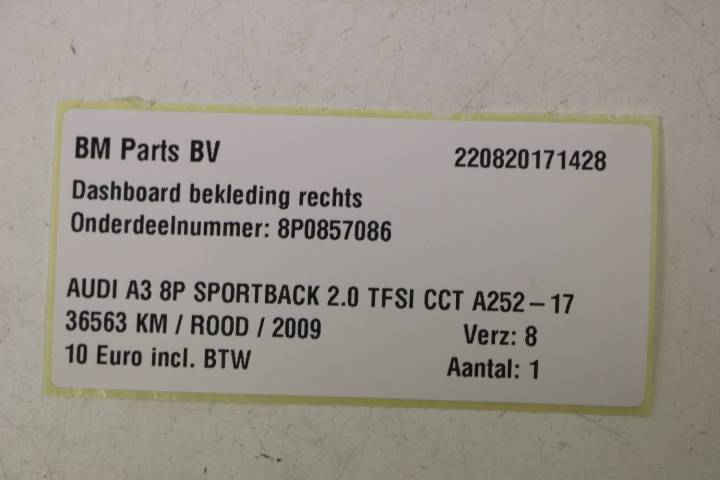 BM Parts BV 220820171428
Dashboard bekleding rechts
Onderdeelnummer: 8P0857086
AUDI A3 8P SPORTBACK 2.0 TFSI CCT A252-17
36563 KM / ROOD / 2009 Verz: 8
10 Euro incl. BTW Aantal: 1